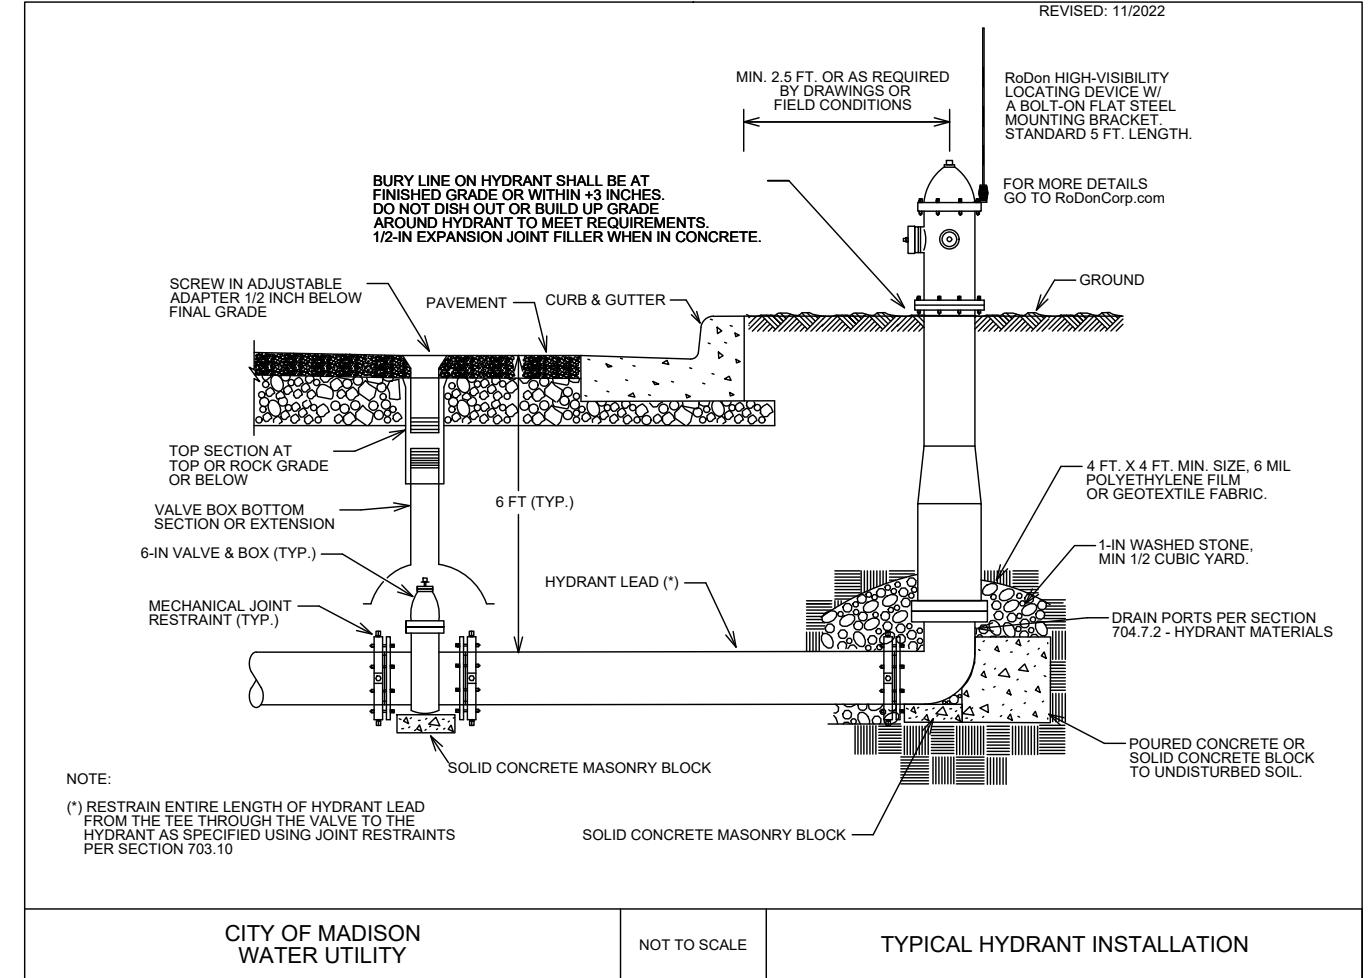 REVISED: 11/2022
MIN. 2.5 FT. OR AS REQUIRED
BY DRAWINGS OR
FIELD CONDITIONS
RoDon HIGH-VISIBILITY
LOCATING DEVICE W/
A BOLT-ON FLAT STEEL
MOUNTING BRACKET.
STANDARD 5 FT. LENGTH.
FOR MORE DETAILS
GO TO RoDonCorp.com
BURY LINE ON HYDRANT SHALL BE AT
FINISHED GRADE OR WITHIN +3 INCHES.
DO NOT DISH OUT OR BUILD UP GRADE
AROUND HYDRANT TO MEET REQUIREMENTS.
1/2-IN EXPANSION JOINT FILLER WHEN IN CONCRETE.
SCREW IN ADJUSTABLE
ADAPTER 1/2 INCH BELOW
FINAL GRADE
PAVEMENT
CURB & GUTTER
GROUND
TOP SECTION AT
TOP OR ROCK GRADE
OR BELOW
VALVE BOX BOTTOM
SECTION OR EXTENSION
6-IN VALVE & BOX (TYP.)
MECHANICAL JOINT
RESTRAINT (TYP.)
6 FT (TYP.)
HYDRANT LEAD (*)
4 FT. X 4 FT. MIN. SIZE, 6 MIL
POLYETHYLENE FILM
OR GEOTEXTILE FABRIC.
1-IN WASHED STONE,
MIN 1/2 CUBIC YARD.
DRAIN PORTS PER SECTION
704.7.2 - HYDRANT MATERIALS
POURED CONCRETE OR
SOLID CONCRETE BLOCK
TO UNDISTURBED SOIL.
SOLID CONCRETE MASONRY BLOCK
SOLID CONCRETE MASONRY BLOCK
NOTE:
(*) RESTRAIN ENTIRE LENGTH OF HYDRANT LEAD
FROM THE TEE THROUGH THE VALVE TO THE
HYDRANT AS SPECIFIED USING JOINT RESTRAINTS
PER SECTION 703.10
CITY OF MADISON
WATER UTILITY
NOT TO SCALE
TYPICAL HYDRANT INSTALLATION